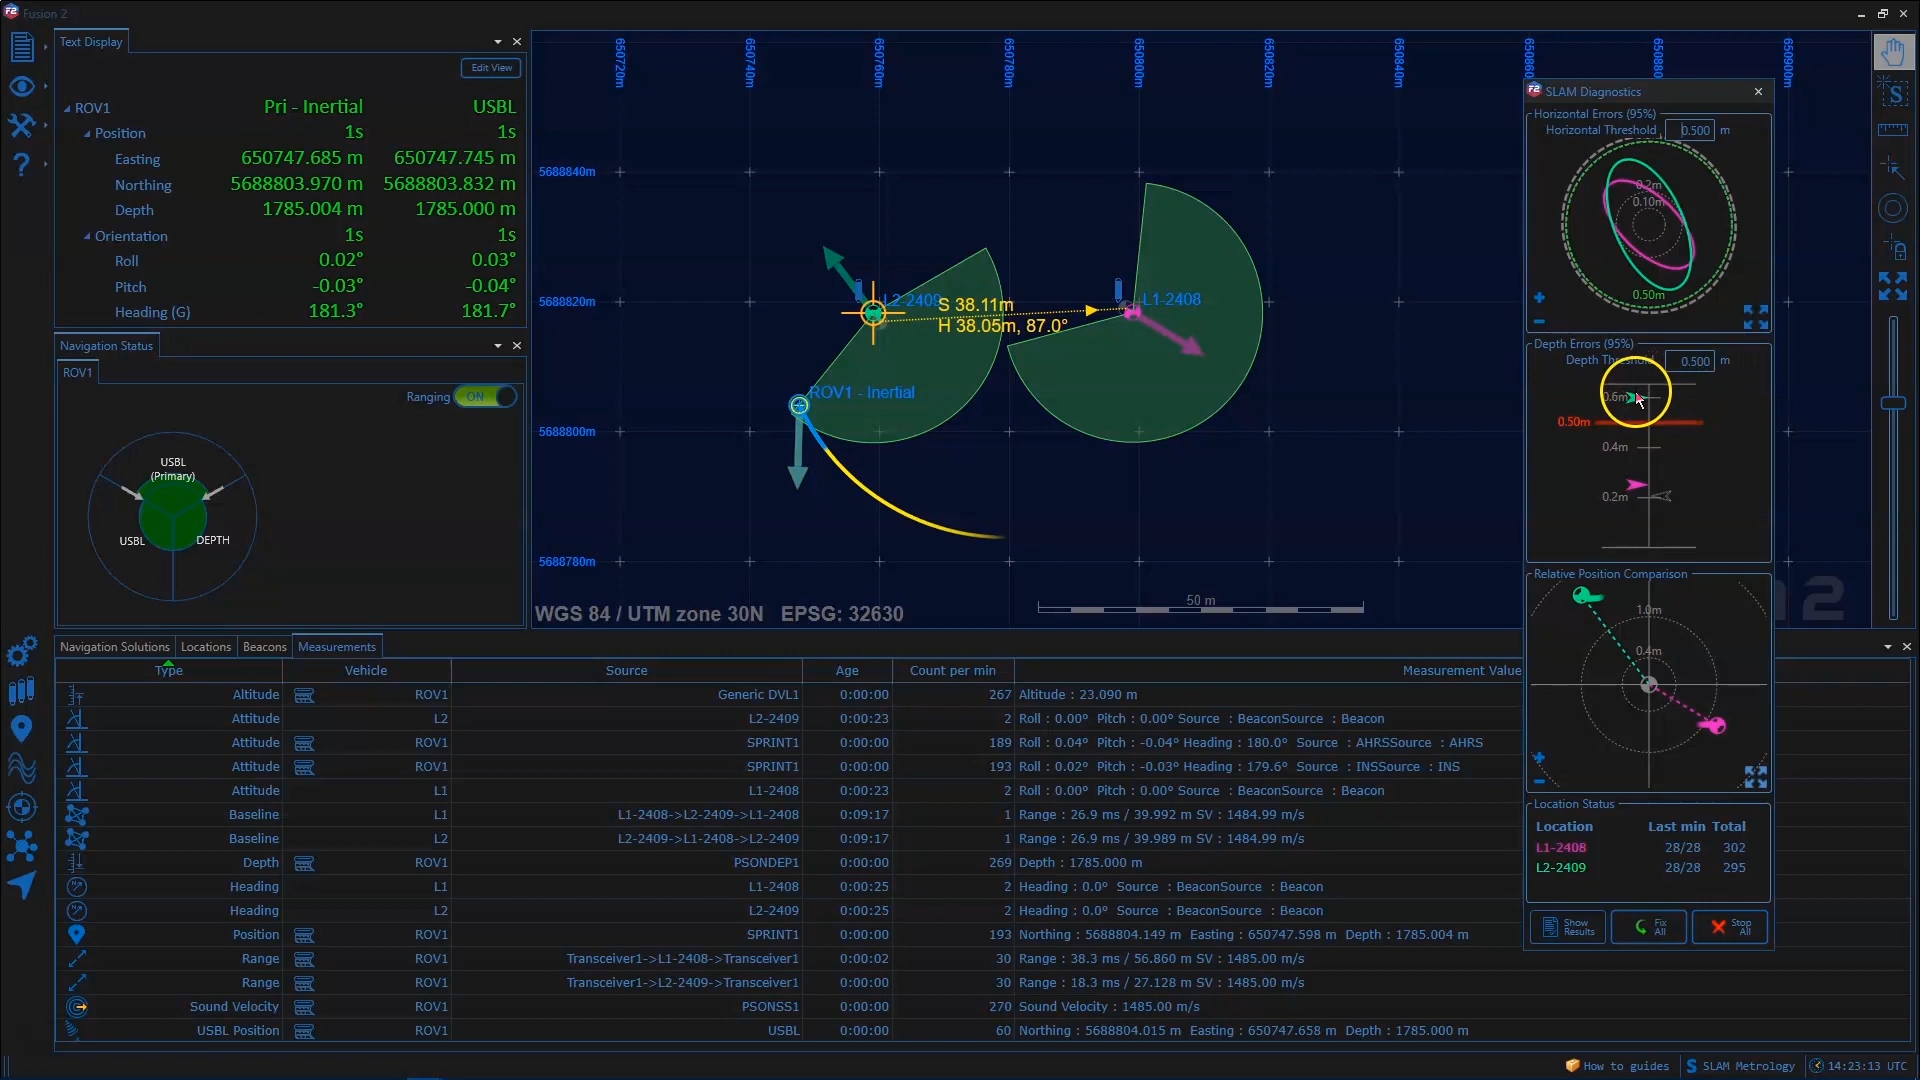 Fusion 2
Text Display
Edit View
ROV1 Pri - Inertial USBL
Position 1s 1s
Easting 650747.685 m 650747.745 m
Northing 5688803.970 m 5688803.832 m
Depth 1785.004 m 1785.000 m
Orientation 1s 1s
Roll 0.02° 0.03°
Pitch -0.03° -0.04°
Heading (G) 181.3° 181.7°
Navigation Status
ROV1
Ranging ON
USBL
(Primary)
USBL DEPTH
650720m 650740m 650760m 650780m 650800m 650820m 650840m 650860m 650880m 650900m
5688840m
5688820m
5688800m
5688780m
L2-2409
S 38.11m
H 38.05m, 87.0°
L1-2408
ROV1 - Inertial
WGS 84 / UTM zone 30N EPSG: 32630
50 m
SLAM Diagnostics
Horizontal Errors (95%)
Horizontal Threshold 0.500 m
0.2m
0.10m
0.50m
Depth Errors (95%)
Depth Threshold 0.500 m
0.6m
0.50m
0.4m
0.2m
Relative Position Comparison
1.0m
0.4m
Location Status
Location Last min Total
L1-2408 28/28 302
L2-2409 28/28 295
Show Results
Fix All
Stop All
Navigation Solutions Locations Beacons Measurements
Type Vehicle Source Age Count per min Measurement Value
Altitude ROV1 Generic DVL1 0:00:00 267 Altitude : 23.090 m
Attitude L2 L2-2409 0:00:23 2 Roll : 0.00° Pitch : 0.00° Source : BeaconSource : Beacon
Attitude ROV1 SPRINT1 0:00:00 189 Roll : 0.04° Pitch : -0.04° Heading : 180.0° Source : AHRSSource : AHRS
Attitude ROV1 SPRINT1 0:00:00 193 Roll : 0.02° Pitch : -0.03° Heading : 179.6° Source : INSSource : INS
Attitude L1 L1-2408 0:00:23 2 Roll : 0.00° Pitch : 0.00° Source : BeaconSource : Beacon
Baseline L1 L1-2408->L2-2409->L1-2408 0:09:17 1 Range : 26.9 ms / 39.992 m SV : 1484.99 m/s
Baseline L2 L2-2409->L1-2408->L2-2409 0:09:17 1 Range : 26.9 ms / 39.989 m SV : 1484.99 m/s
Depth ROV1 PSONDEP1 0:00:00 269 Depth : 1785.000 m
Heading L1 L1-2408 0:00:25 2 Heading : 0.0° Source : BeaconSource : Beacon
Heading L2 L2-2409 0:00:25 2 Heading : 0.0° Source : BeaconSource : Beacon
Position ROV1 SPRINT1 0:00:00 193 Northing : 5688804.149 m Easting : 650747.598 m Depth : 1785.004 m
Range ROV1 Transceiver1->L1-2408->Transceiver1 0:00:02 30 Range : 38.3 ms / 56.860 m SV : 1485.00 m/s
Range ROV1 Transceiver1->L2-2409->Transceiver1 0:00:00 30 Range : 18.3 ms / 27.128 m SV : 1485.00 m/s
Sound Velocity ROV1 PSONSS1 0:00:00 270 Sound Velocity : 1485.00 m/s
USBL Position ROV1 USBL 0:00:00 60 Northing : 5688804.015 m Easting : 650747.658 m Depth : 1785.000 m
How to guides SLAM Metrology 14:23:13 UTC